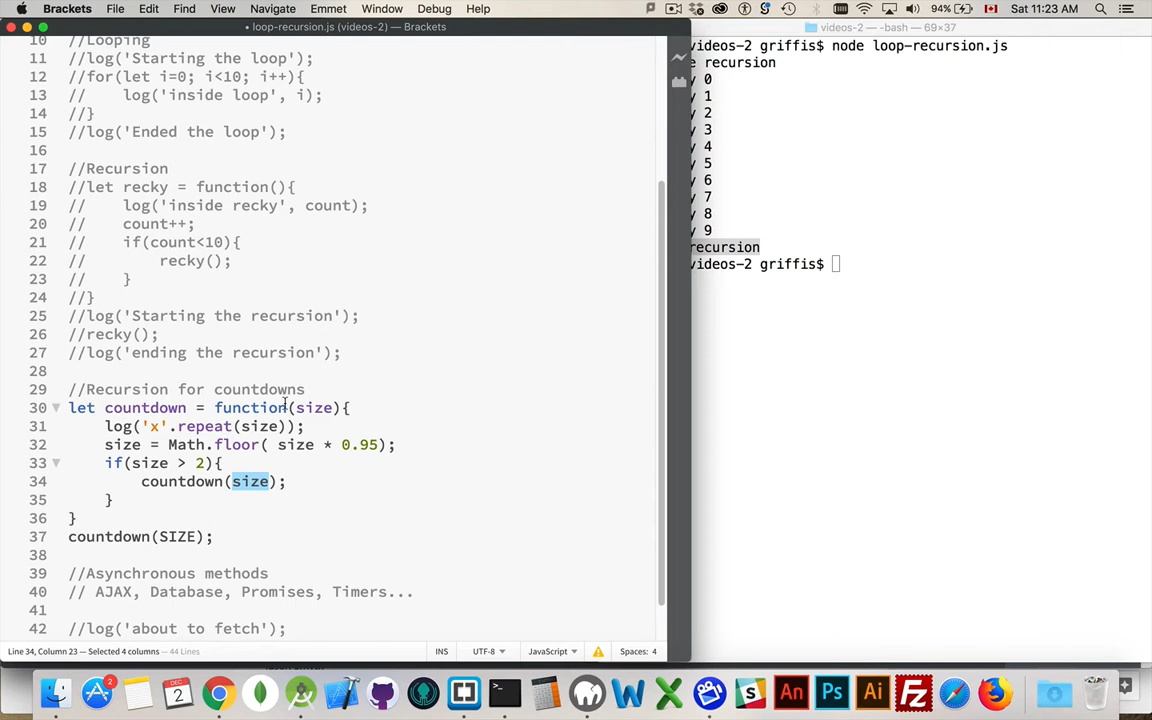 Brackets File Edit Find View Navigate Emmet Window Debug Help 94% Sat 11:23 AM
• loop-recursion.js (videos-2) — Brackets
videos-2 — -bash — 69×37
10 //Looping
11 //log('Starting the loop');
12 //for(let i=0; i<10; i++){
13 // log('inside loop', i);
14 //}
15 //log('Ended the loop');
16
17 //Recursion
18 //let recky = function(){
19 // log('inside recky', count);
20 // count++;
21 // if(count<10){
22 // recky();
23 // }
24 //}
25 //log('Starting the recursion');
26 //recky();
27 //log('ending the recursion');
28
29 //Recursion for countdowns
30 let countdown = function(size){
31 log('x'.repeat(size));
32 size = Math.floor( size * 0.95);
33 if(size > 2){
34 countdown(size);
35 }
36 }
37 countdown(SIZE);
38
39 //Asynchronous methods
40 // AJAX, Database, Promises, Timers...
41
42 //log('about to fetch');
Line 34, Column 23 — Selected 4 columns — 44 Lines INS UTF-8 JavaScript Spaces: 4
videos-2 griffis$ node loop-recursion.js
e recursion
y 0
y 1
y 2
y 3
y 4
y 5
y 6
y 7
y 8
y 9
recursion
videos-2 griffis$
2
DEC
2
An
Ps
Ai
Fz